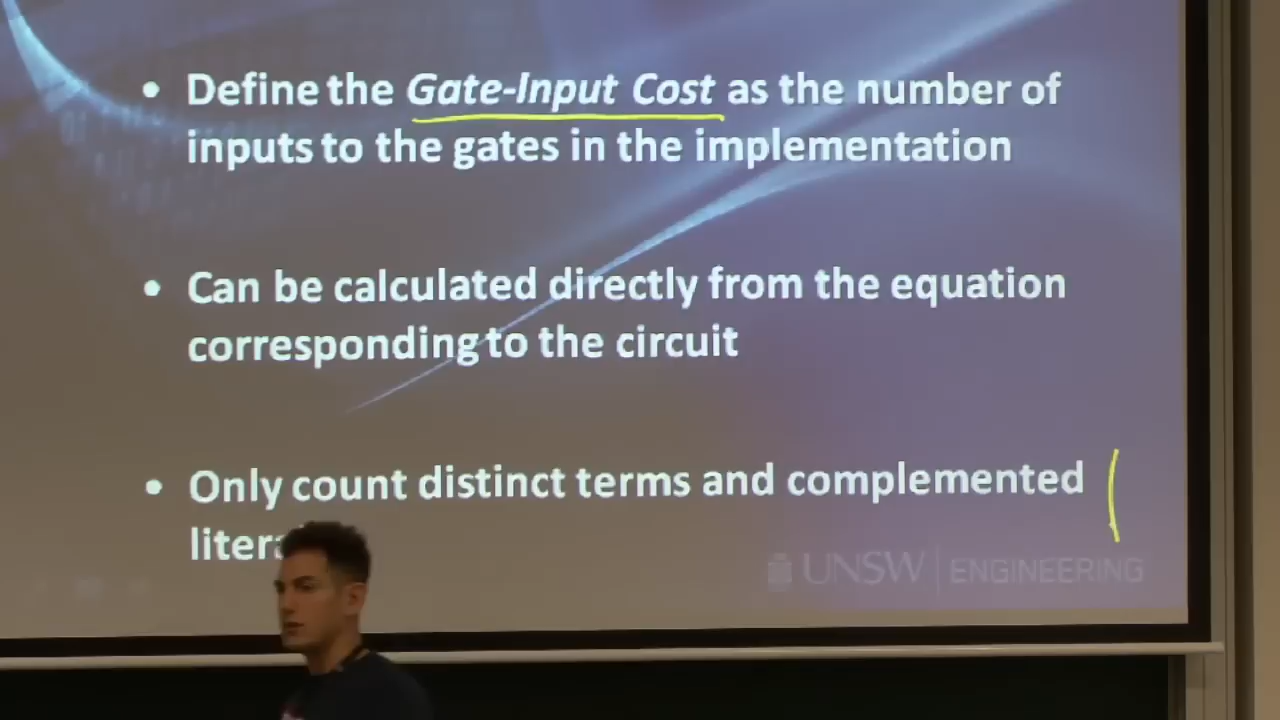 • Define the Gate-Input Cost as the number of
inputs to the gates in the implementation
• Can be calculated directly from the equation
corresponding to the circuit
• Only count distinct terms and complemented
UNSW ENGINEERING